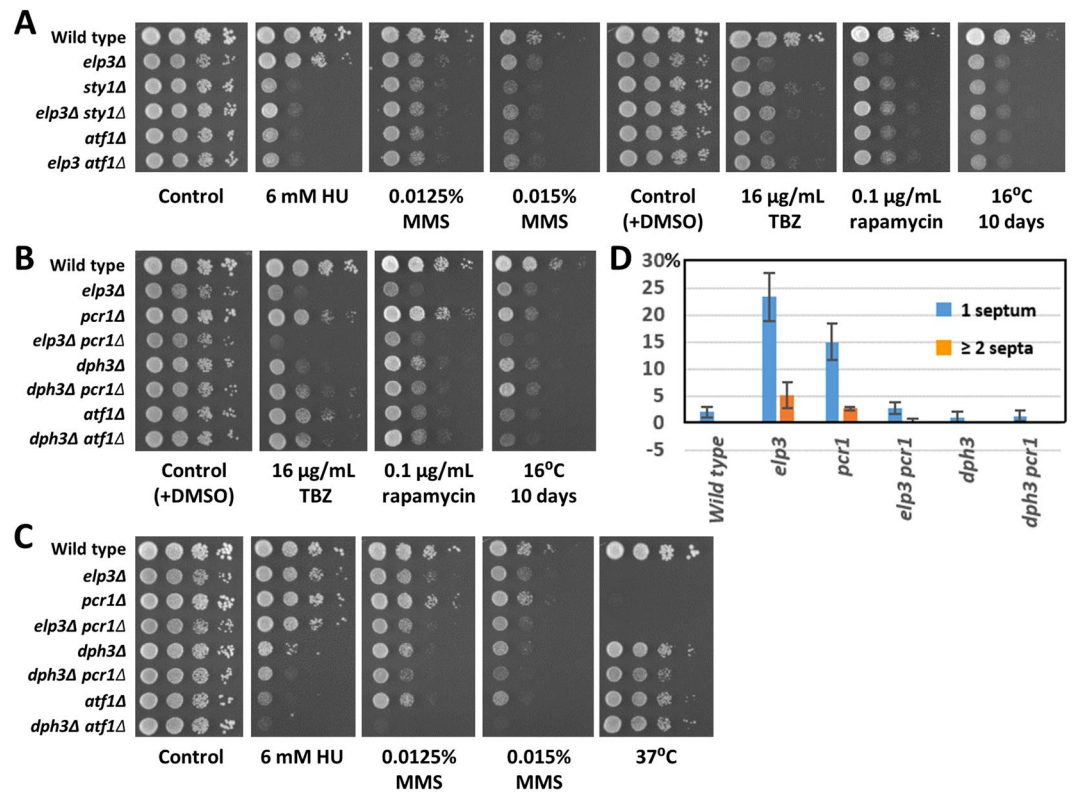 A
Wild type
elp3Δ
sty1Δ
elp3Δ sty1Δ
atf1Δ
elp3 atf1Δ
Control
6 mM HU
0.0125% MMS
0.015% MMS
Control (+DMSO)
16 µg/mL TBZ
0.1 µg/mL rapamycin
16⁰C 10 days
B
Wild type
elp3Δ
pcr1Δ
elp3Δ pcr1Δ
dph3Δ
dph3Δ pcr1Δ
atf1Δ
dph3Δ atf1Δ
Control (+DMSO)
16 µg/mL TBZ
0.1 µg/mL rapamycin
16⁰C 10 days
D
30%
25
20
15
10
5
0
-5
1 septum
≥ 2 septa
Wild type
elp3
pcr1
elp3 pcr1
dph3
dph3 pcr1
C
Wild type
elp3Δ
pcr1Δ
elp3Δ pcr1Δ
dph3Δ
dph3Δ pcr1Δ
atf1Δ
dph3Δ atf1Δ
Control
6 mM HU
0.0125% MMS
0.015% MMS
37⁰C